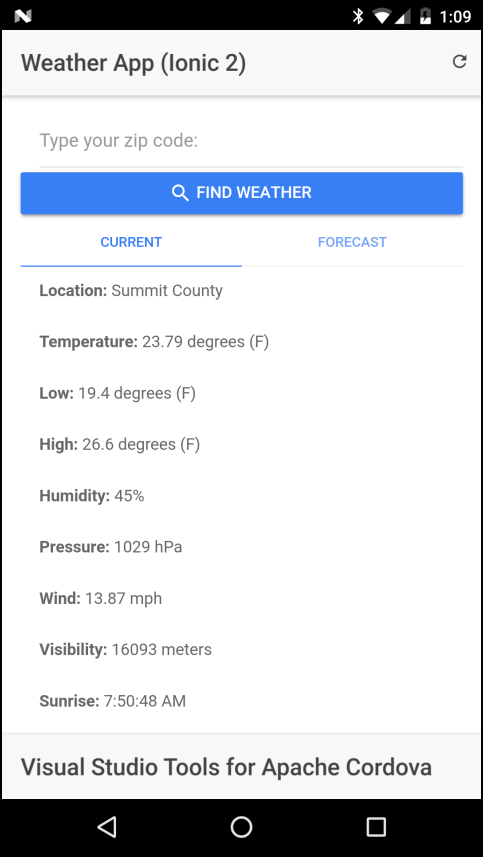 1:09
Weather App (Ionic 2)
Type your zip code:
FIND WEATHER
CURRENT FORECAST
Location: Summit County
Temperature: 23.79 degrees (F)
Low: 19.4 degrees (F)
High: 26.6 degrees (F)
Humidity: 45%
Pressure: 1029 hPa
Wind: 13.87 mph
Visibility: 16093 meters
Sunrise: 7:50:48 AM
Visual Studio Tools for Apache Cordova